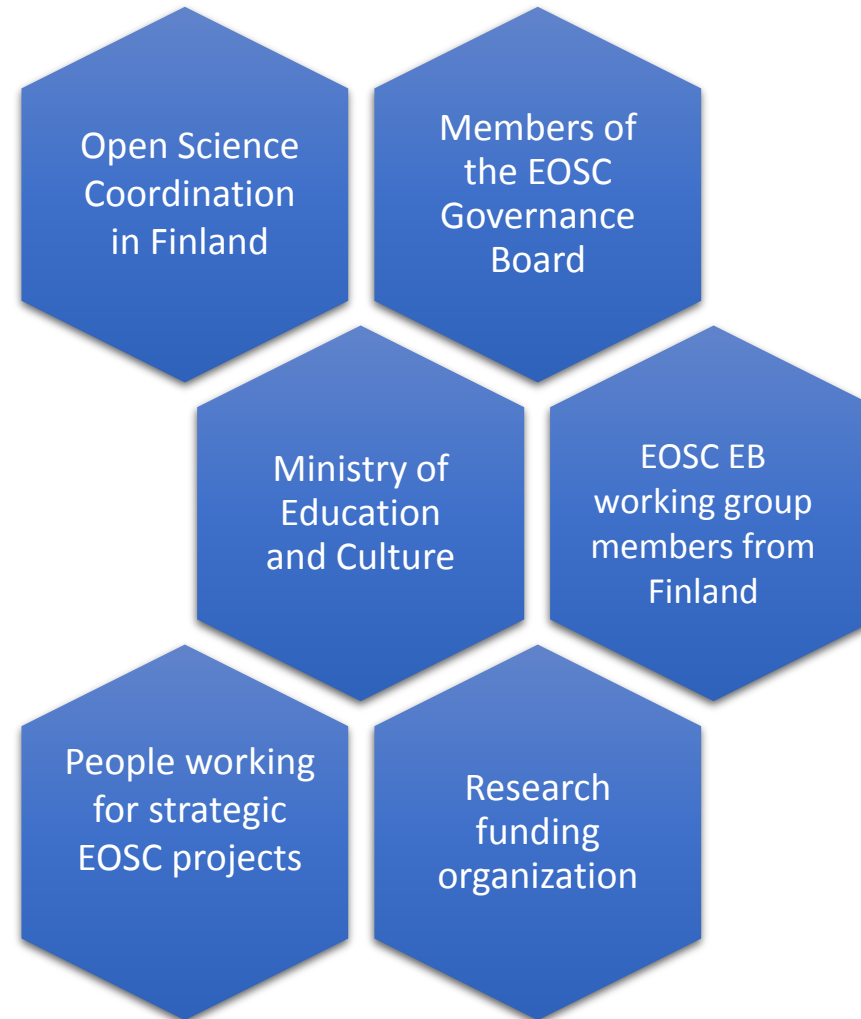 Open Science
Coordination
in Finland
Members of
the EOSC
Governance
Board
Ministry of
Education
and Culture
EOSC EB
working group
members from
Finland
People working
for strategic
EOSC projects
Research
funding
organization